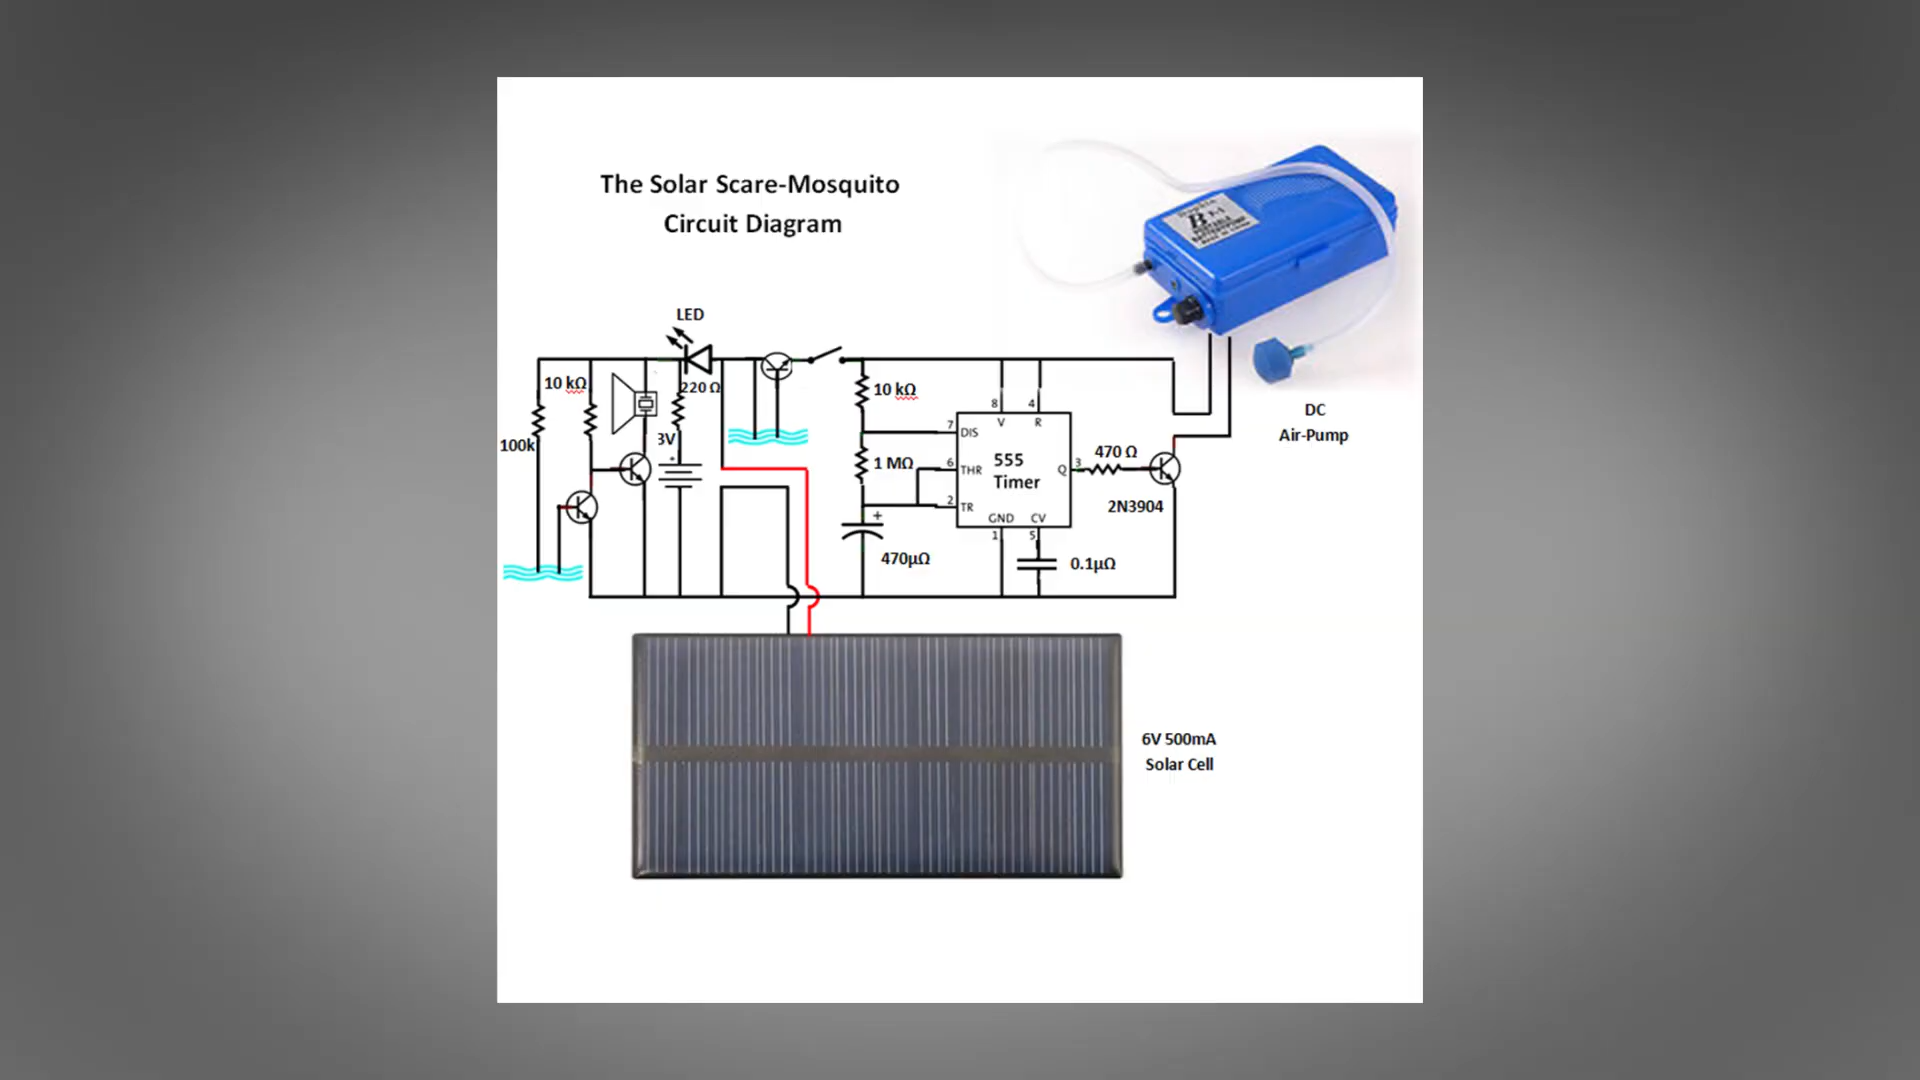 The Solar Scare-Mosquito
Circuit Diagram
B
LED
10 kΩ
220 Ω
100k
3V
+
10 kΩ
1 MΩ
+
470μΩ
8
4
V
R
7
DIS
6
THR
2
TR
555
Timer
Q
3
GND
CV
1
5
0.1μΩ
470 Ω
2N3904
DC
Air-Pump
6V 500mA
Solar Cell